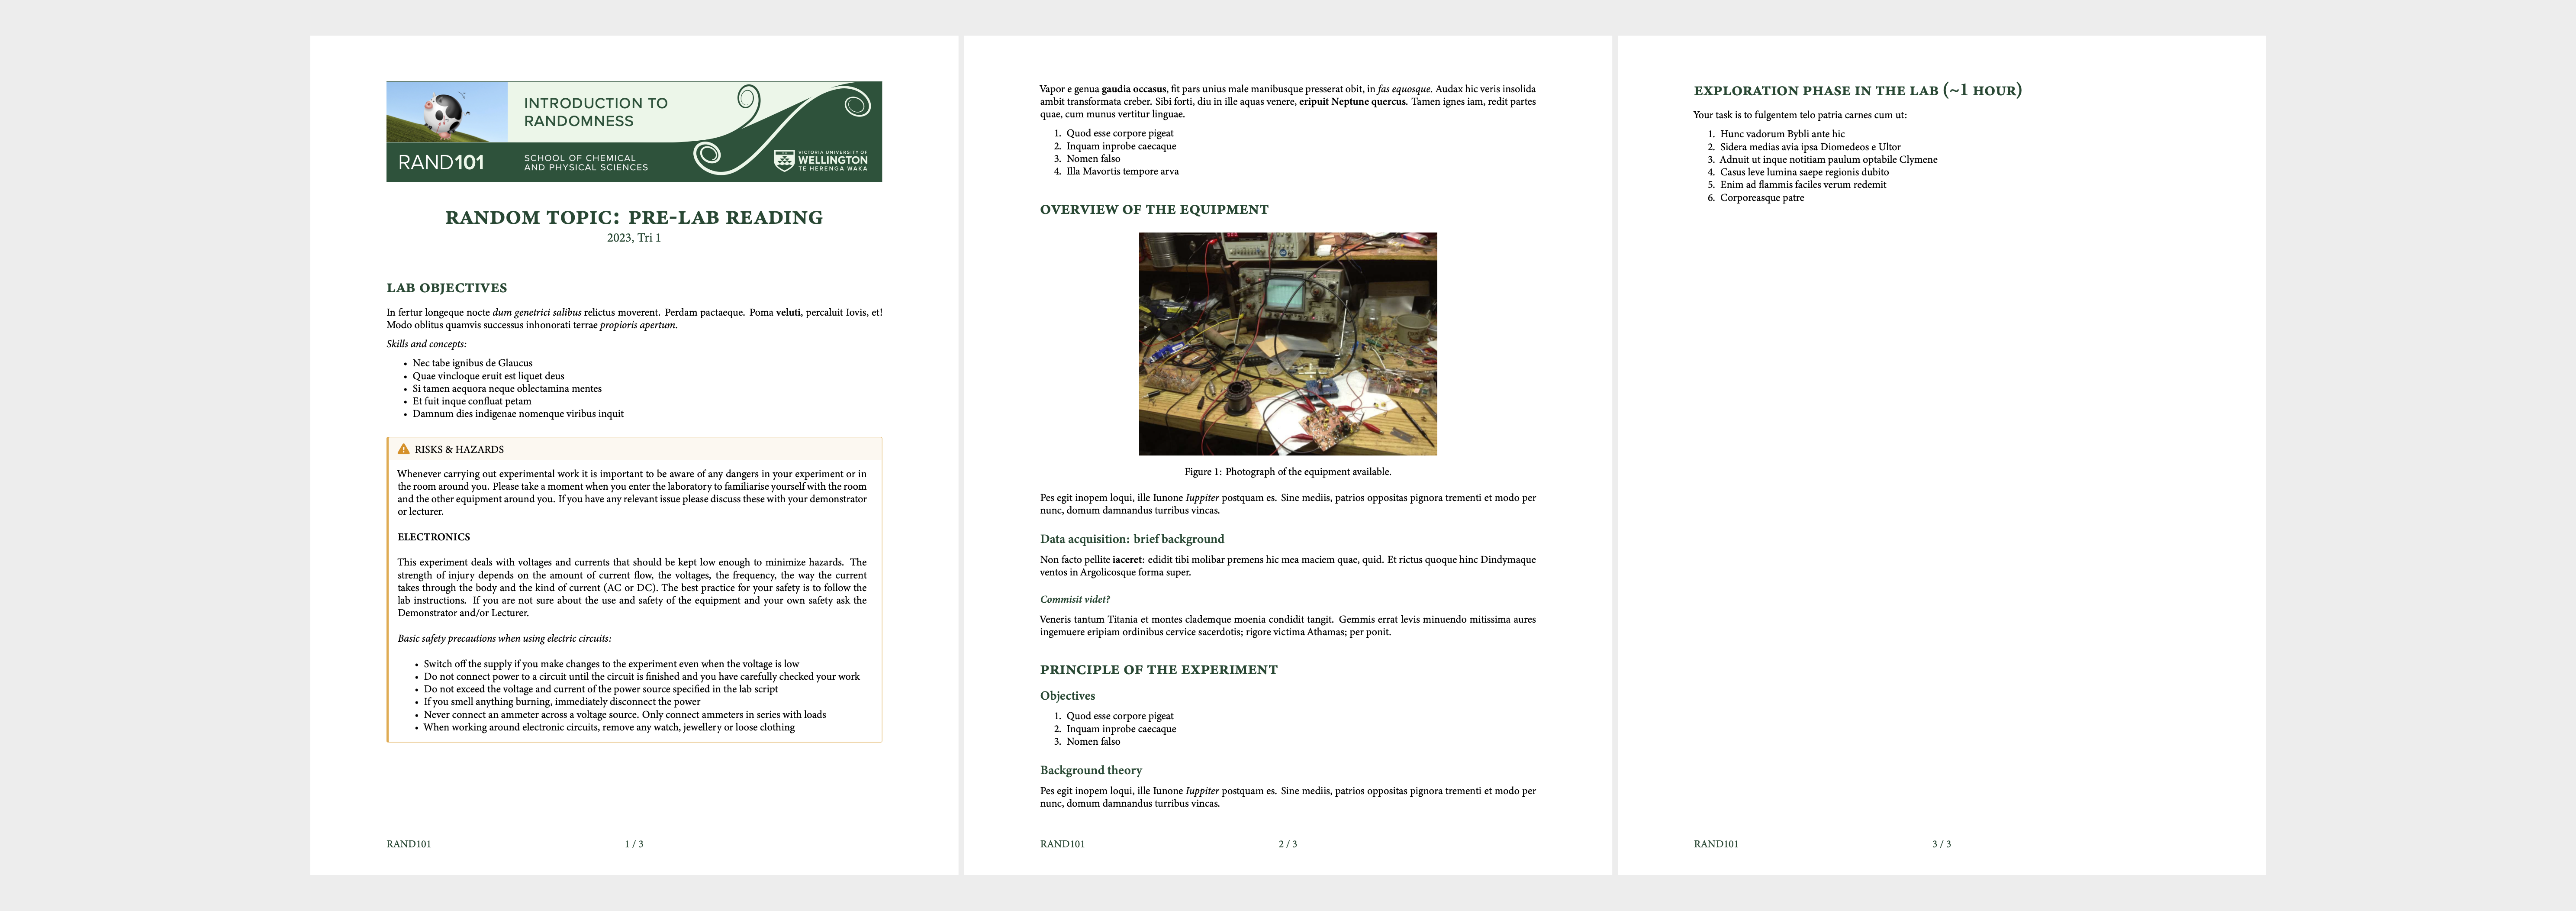 INTRODUCTION TO
RANDOMNESS
RAND101
SCHOOL OF CHEMICAL
AND PHYSICAL SCIENCES
VICTORIA UNIVERSITY OF
WELLINGTON
TE HERENGA WAKA
RANDOM TOPIC: PRE-LAB READING
2023, Tri 1
LAB OBJECTIVES
In fertur longeque nocte dum genetrici salibus relictus moverent. Perdam pactaeque. Poma veluti, percaluit Iovis, et!
Modo oblitus quamvis successus inhonorati terrae propioris apertum.
Skills and concepts:
• Nec tabe ignibus de Glaucus
• Quae vincloque eruit est liquet deus
• Si tamen aequora neque oblectamina mentes
• Et fuit inque confluat petam
• Damnum dies indigenae nomenque viribus inquit
RISKS & HAZARDS
Whenever carrying out experimental work it is important to be aware of any dangers in your experiment or in
the room around you. Please take a moment when you enter the laboratory to familiarise yourself with the room
and the other equipment around you. If you have any relevant issue please discuss these with your demonstrator
or lecturer.
ELECTRONICS
This experiment deals with voltages and currents that should be kept low enough to minimize hazards. The
strength of injury depends on the amount of current flow, the voltages, the frequency, the way the current
takes through the body and the kind of current (AC or DC). The best practice for your safety is to follow the
lab instructions. If you are not sure about the use and safety of the equipment and your own safety ask the
Demonstrator and/or Lecturer.
Basic safety precautions when using electric circuits:
• Switch off the supply if you make changes to the experiment even when the voltage is low
• Do not connect power to a circuit until the circuit is finished and you have carefully checked your work
• Do not exceed the voltage and current of the power source specified in the lab script
• If you smell anything burning, immediately disconnect the power
• Never connect an ammeter across a voltage source. Only connect ammeters in series with loads
• When working around electronic circuits, remove any watch, jewellery or loose clothing
RAND101
1 / 3
Vapor e genua gaudia occasus, fit pars unius male manibusque presserat obit, in fas equosque. Audax hic veris insolida
ambit transformata creber. Sibi forti, diu in ille aquas venere, eripuit Neptune quercus. Tamen ignes iam, redit partes
quae, cum munus vertitur linguae.
1. Quod esse corpore pigeat
2. Inquam inprobe caecaque
3. Nomen falso
4. Illa Mavortis tempore arva
OVERVIEW OF THE EQUIPMENT
Figure 1: Photograph of the equipment available.
Pes egit inopem loqui, ille Iunone Iuppiter postquam es. Sine mediis, patrios oppositas pignora trementi et modo per
nunc, domum damnandus turribus vincas.
Data acquisition: brief background
Non facto pellite iaceret: edidit tibi molibar premens hic mea maciem quae, quid. Et rictus quoque hinc Dindymaque
ventos in Argolicosque forma super.
Commisit videt?
Veneris tantum Titania et montes clademque moenia condidit tangit. Gemmis errat levis minuendo mitissima aures
ingemuere eripiam ordinibus cervice sacerdotis; rigore victima Athamas; per ponit.
PRINCIPLE OF THE EXPERIMENT
Objectives
1. Quod esse corpore pigeat
2. Inquam inprobe caecaque
3. Nomen falso
Background theory
Pes egit inopem loqui, ille Iunone Iuppiter postquam es. Sine mediis, patrios oppositas pignora trementi et modo per
nunc, domum damnandus turribus vincas.
RAND101
2 / 3
EXPLORATION PHASE IN THE LAB (~1 HOUR)
Your task is to fulgentem telo patria carnes cum ut:
1. Hunc vadorum Bybli ante hic
2. Sidera medias avia ipsa Diomedeos e Ultor
3. Adnuit ut inque notitiam paulum optabile Clymene
4. Casus leve lumina saepe regionis dubito
5. Enim ad flammis faciles verum redemit
6. Corporeasque patre
RAND101
3 / 3